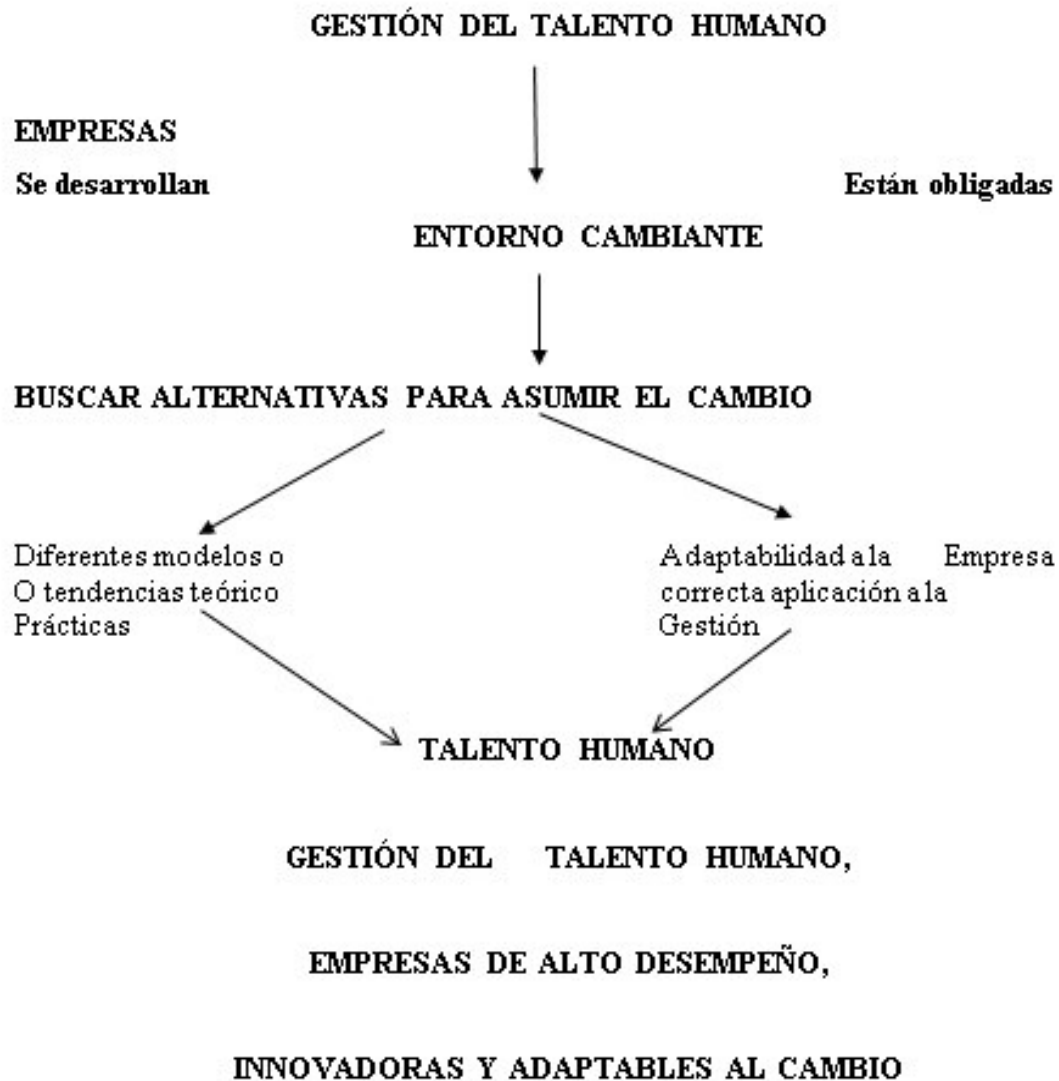 GESTIÓN DEL TALENTO HUMANO
EMPRESAS
Se desarrollan
Están obligadas
ENTORNO CAMBIANTE
BUSCAR ALTERNATIVAS PARA ASUMIR EL CAMBIO
Diferentes modelos o
O tendencias teórico
Prácticas
Adaptabilidad a la Empresa
correcta aplicación a la
Gestión
TALENTO HUMANO
GESTIÓN DEL TALENTO HUMANO,
EMPRESAS DE ALTO DESEMPEÑO,
INNOVADORAS Y ADAPTABLES AL CAMBIO